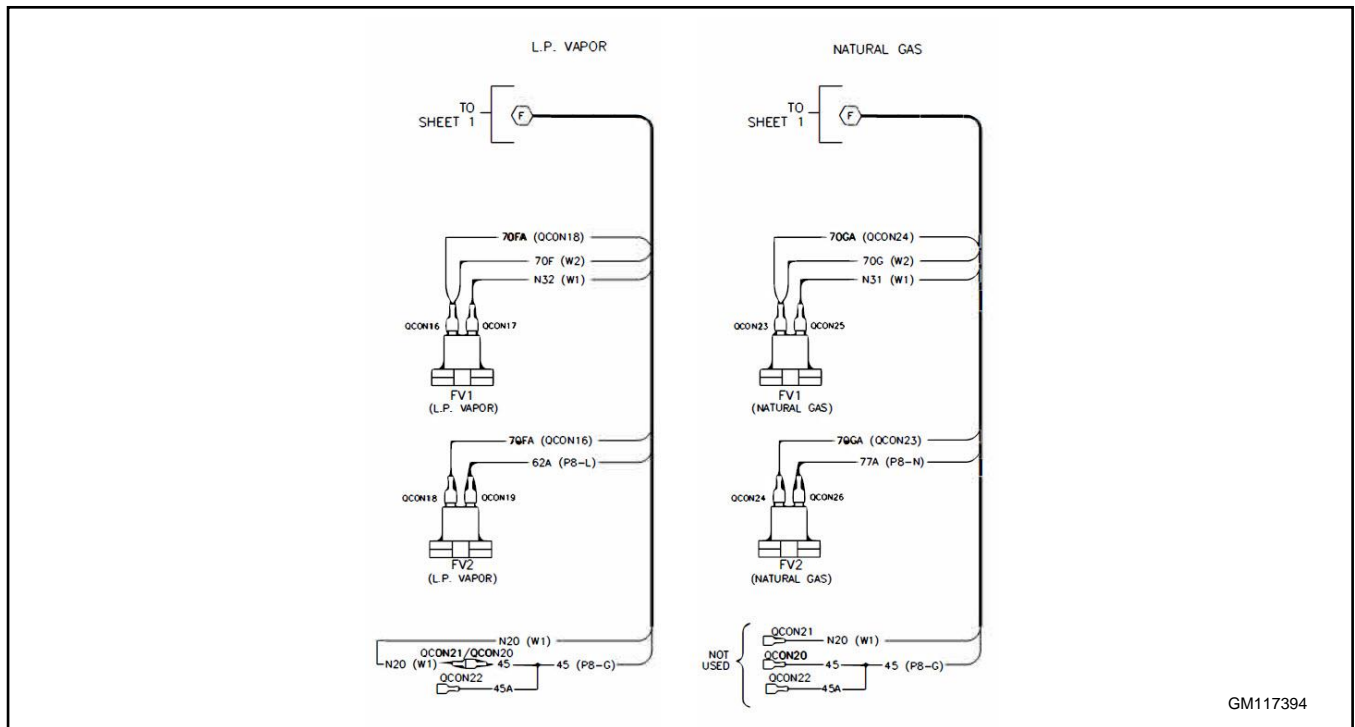 L.P. VAPOR
TO
SHEET 1
F
70FA (QCON18)
70F (W2)
N32 (W1)
QCON16
QCON17
FV1
(L.P. VAPOR)
70FA (QCON16)
62A (P8-L)
QCON18
QCON19
FV2
(L.P. VAPOR)
N20 (W1)
QCON21/QCON20
N20 (W1)
45
45 (P8-G)
QCON22
45A
NATURAL GAS
TO
SHEET 1
F
70GA (QCON24)
70G (W2)
N31 (W1)
QCON23
QCON25
FV1
(NATURAL GAS)
70GA (QCON23)
77A (P8-N)
QCON24
QCON26
FV2
(NATURAL GAS)
NOT
USED
QCON21
N20 (W1)
QCON20
45
45 (P8-G)
QCON22
45A
GM117394